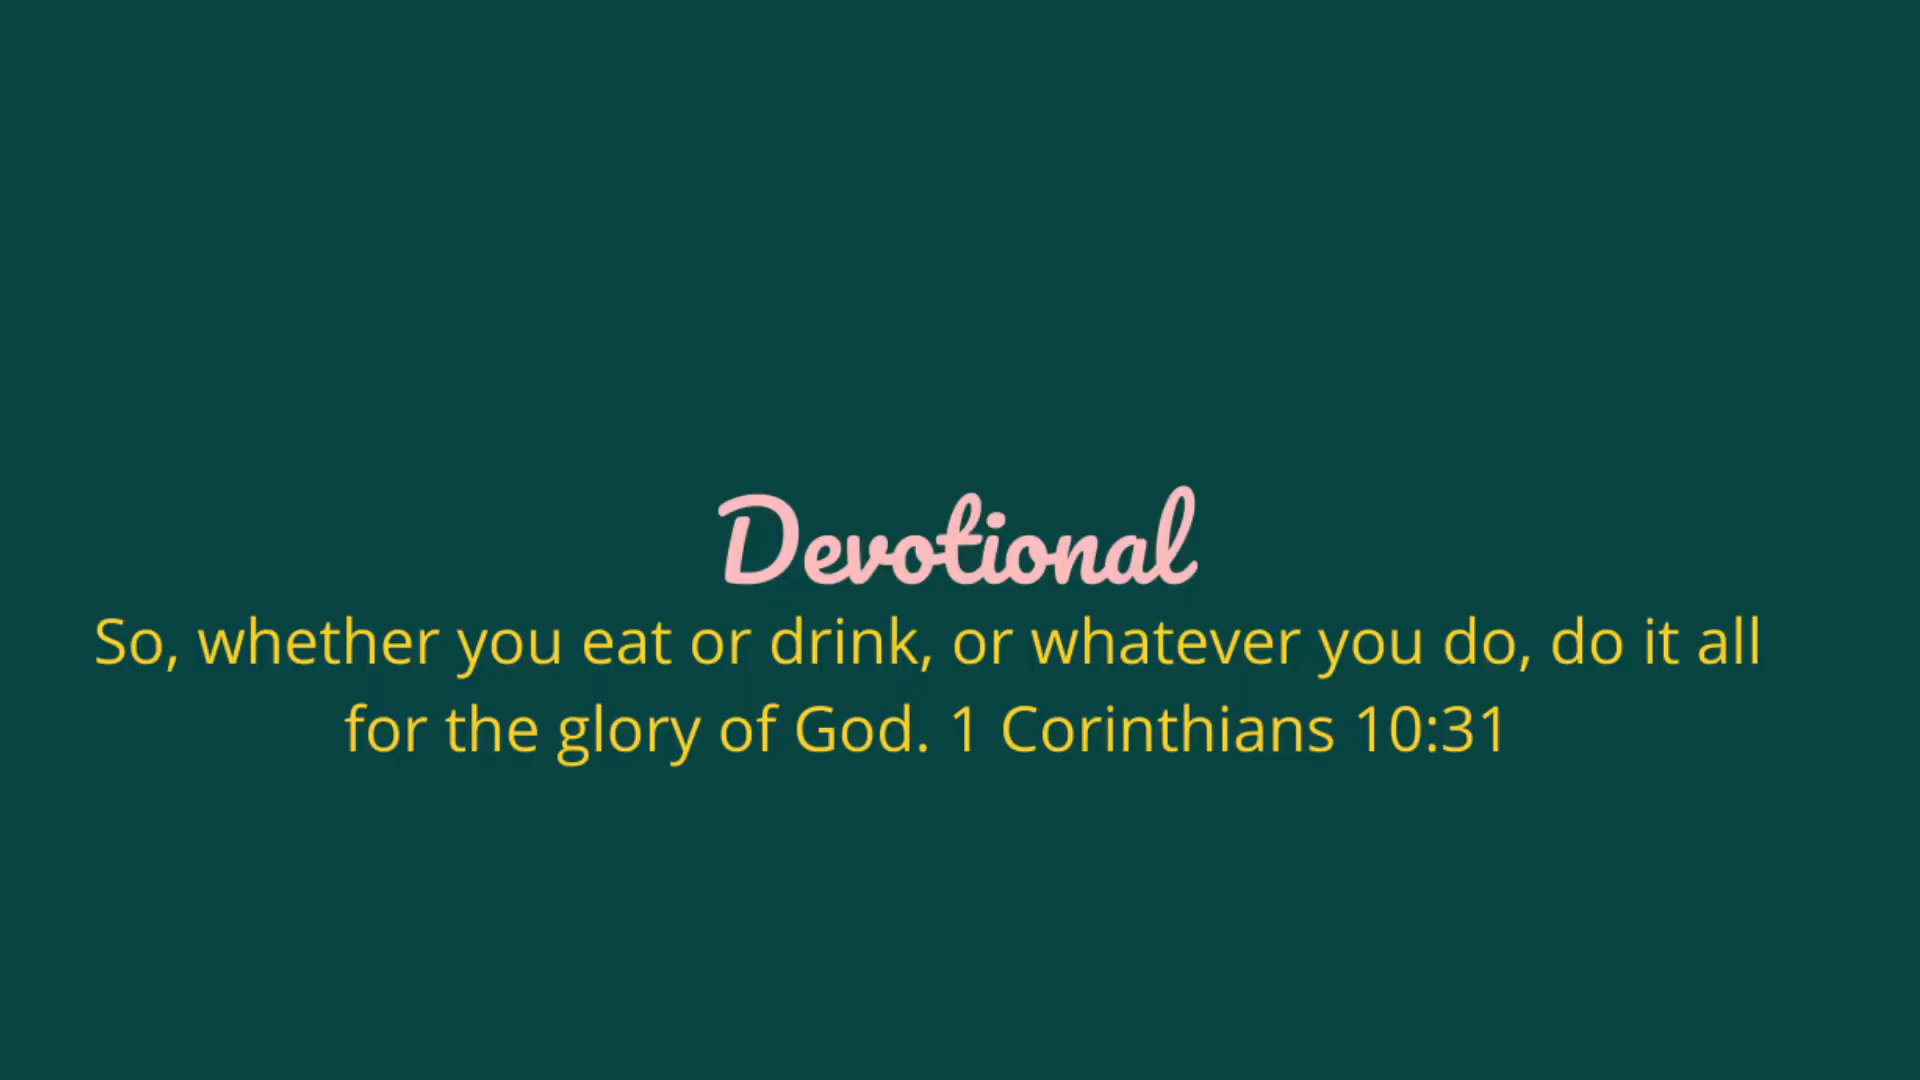 Devotional
So, whether you eat or drink, or whatever you do, do it all
for the glory of God. 1 Corinthians 10:31